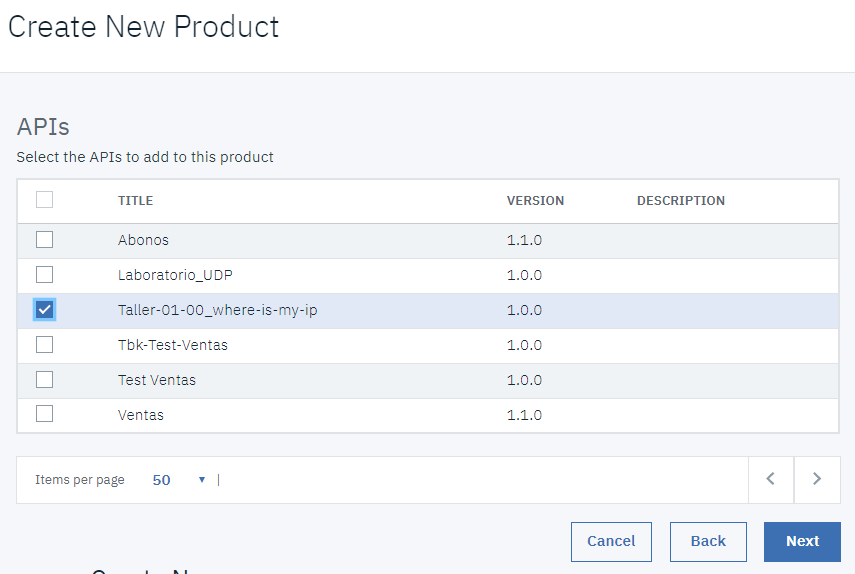 Create New Product
APIs
Select the APIs to add to this product
TITLE VERSION DESCRIPTION
Abonos 1.1.0
Laboratorio_UDP 1.0.0
Taller-01-00_where-is-my-ip 1.0.0
Tbk-Test-Ventas 1.0.0
Test Ventas 1.0.0
Ventas 1.1.0
Items per page 50 |
Cancel Back Next